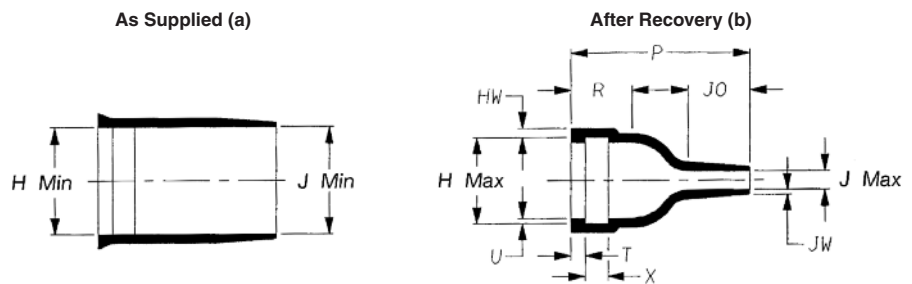 As Supplied (a)
After Recovery (b)
P
R
JO
HW
H Min
J Min
H Max
J Max
U
T
X
JW